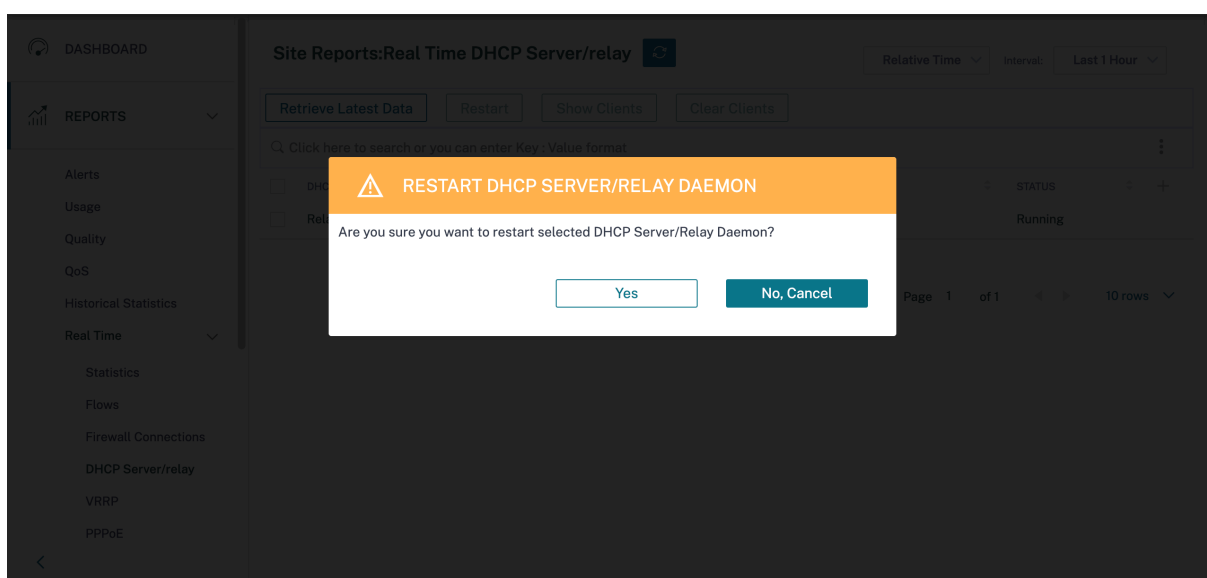 DASHBOARD
Site Reports:Real Time DHCP Server/relay
Relative Time
Interval:
Last 1 Hour
REPORTS
Retrieve Latest Data
Restart
Show Clients
Clear Clients
Click here to search or you can enter Key : Value format
Alerts
Usage
Quality
QoS
Historical Statistics
Real Time
Statistics
Flows
Firewall Connections
DHCP Server/relay
VRRP
PPPoE
STATUS
Running
RESTART DHCP SERVER/RELAY DAEMON
Are you sure you want to restart selected DHCP Server/Relay Daemon?
Yes
No, Cancel
Page 1 of 1
10 rows